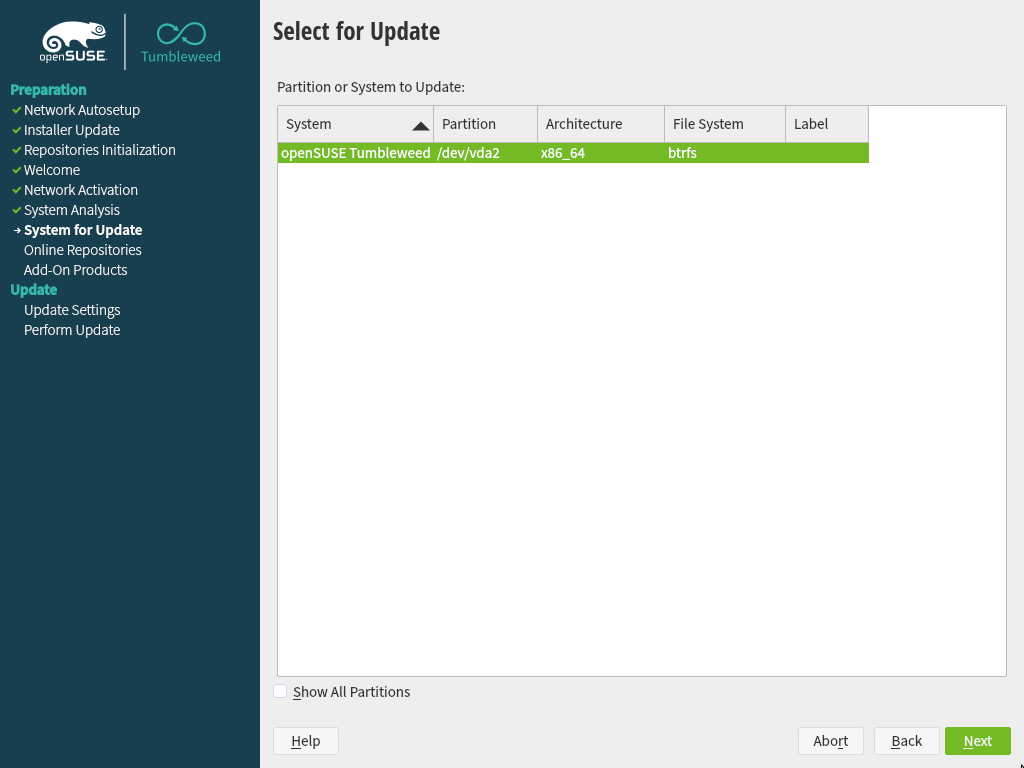 openSUSE
Tumbleweed
Preparation
Network Autosetup
Installer Update
Repositories Initialization
Welcome
Network Activation
System Analysis
System for Update
Online Repositories
Add-On Products
Update
Update Settings
Perform Update
Select for Update
Partition or System to Update:
System Partition Architecture File System Label
openSUSE Tumbleweed /dev/vda2 x86_64 btrfs
Show All Partitions
Help Abort Back Next